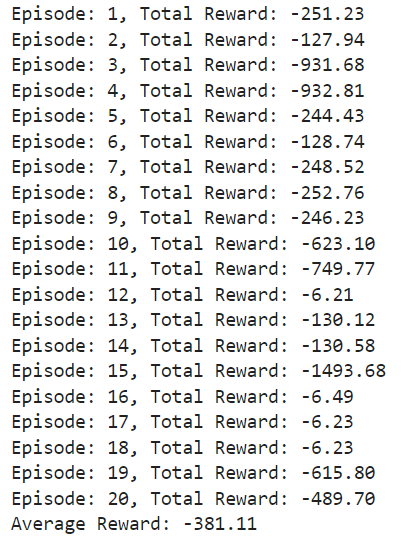 Episode: 1, Total Reward: -251.23
Episode: 2, Total Reward: -127.94
Episode: 3, Total Reward: -931.68
Episode: 4, Total Reward: -932.81
Episode: 5, Total Reward: -244.43
Episode: 6, Total Reward: -128.74
Episode: 7, Total Reward: -248.52
Episode: 8, Total Reward: -252.76
Episode: 9, Total Reward: -246.23
Episode: 10, Total Reward: -623.10
Episode: 11, Total Reward: -749.77
Episode: 12, Total Reward: -6.21
Episode: 13, Total Reward: -130.12
Episode: 14, Total Reward: -130.58
Episode: 15, Total Reward: -1493.68
Episode: 16, Total Reward: -6.49
Episode: 17, Total Reward: -6.23
Episode: 18, Total Reward: -6.23
Episode: 19, Total Reward: -615.80
Episode: 20, Total Reward: -489.70
Average Reward: -381.11